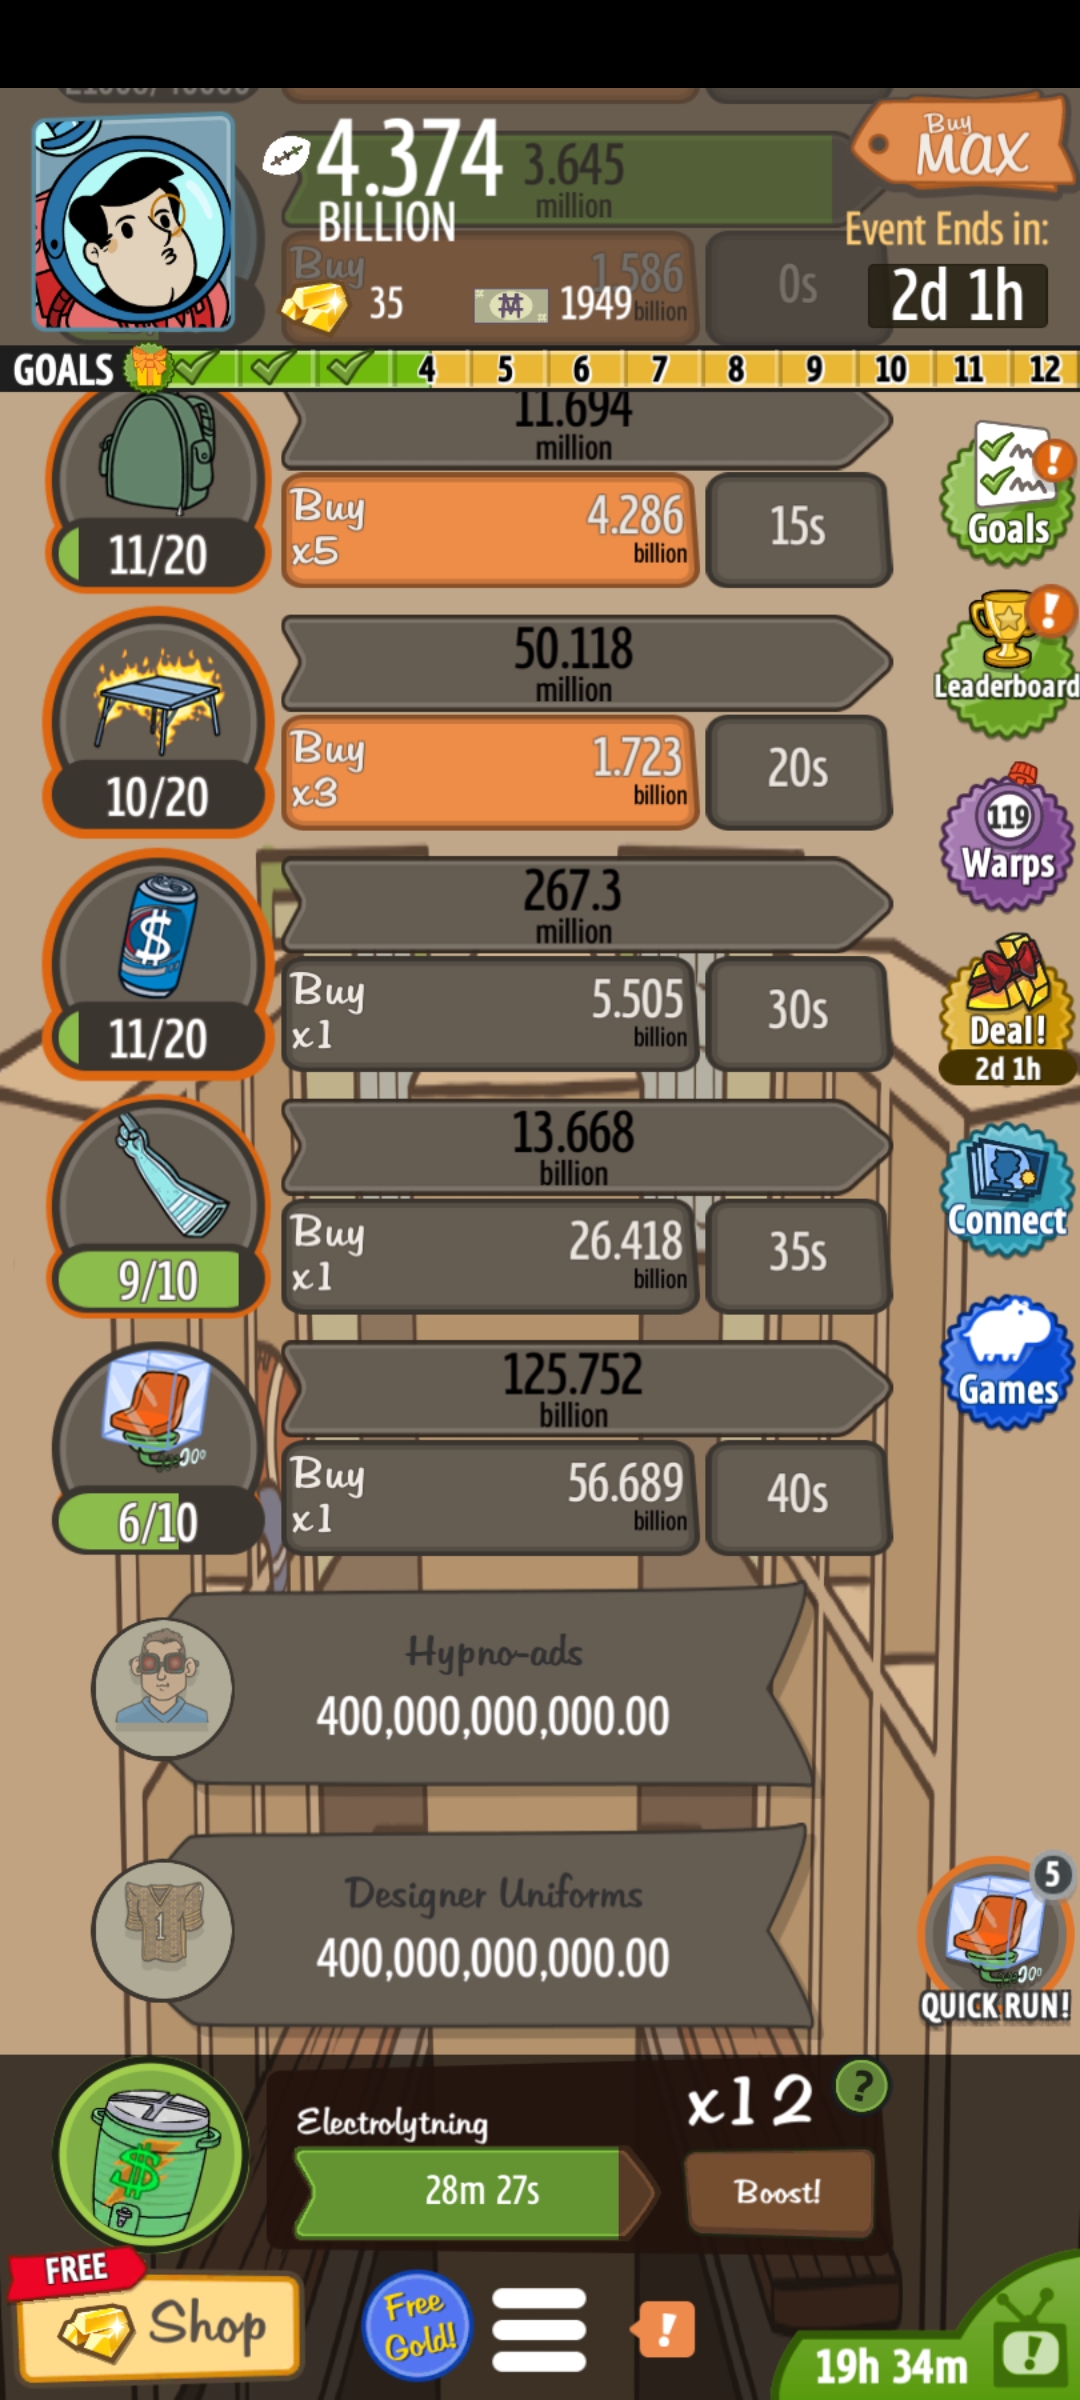 4.374
BILLION
3.645
million
Buy
MAX
Event Ends in:
2d 1h
Buy
1.586
billion
0s
35
1949
GOALS
4
5
6
7
8
9
10
11
12
11.694
million
11/20
Buy
x5
4.286
billion
15s
Goals
50.118
million
10/20
Buy
x3
1.723
billion
20s
Leaderboard
119
Warps
267.3
million
11/20
Buy
x1
5.505
billion
30s
Deal!
2d 1h
13.668
billion
9/10
Buy
x1
26.418
billion
35s
Connect
125.752
billion
6/10
Buy
x1
56.689
billion
40s
Games
Hypno-ads
400,000,000,000.00
Designer Uniforms
400,000,000,000.00
5
QUICK RUN!
Electrolytning
x12
?
28m 27s
Boost!
FREE
Shop
Free
Gold!
!
19h 34m